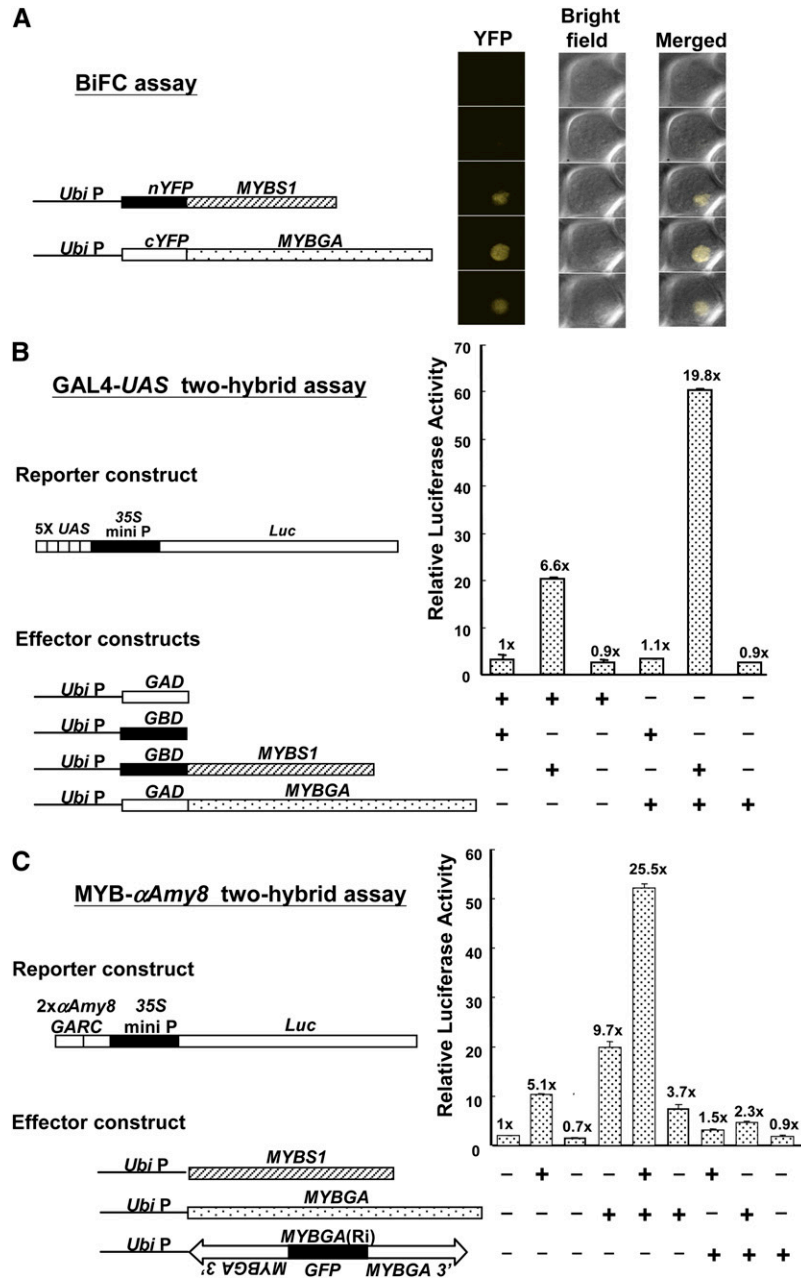 A
BiFC assay
YFP
Bright field
Merged
Ubi P
nYFP
MYBS1
Ubi P
cYFP
MYBGA
B
GAL4-UAS two-hybrid assay
Reporter construct
5X UAS
35S
mini P
Luc
Effector constructs
Ubi P
GAD
Ubi P
GBD
Ubi P
GBD
MYBS1
Ubi P
GAD
MYBGA
Relative Luciferase Activity
70
60
50
40
30
20
10
0
1x
6.6x
0.9x
1.1x
19.8x
0.9x
+ + + – – –
+ – – + – –
– + – – + –
– – – + + +
C
MYB-αAmy8 two-hybrid assay
Reporter construct
2xαAmy8
GARC
35S
mini P
Luc
Effector construct
Ubi P
MYBS1
Ubi P
MYBGA
Ubi P
MYBGA(Ri)
MYBGA 3'
GFP
MYBGA 3'
Relative Luciferase Activity
60
50
40
30
20
10
0
1x
5.1x
0.7x
9.7x
25.5x
3.7x
1.5x
2.3x
0.9x
– + – – + – + – –
– – – + + + – + –
– – – – – – + + +